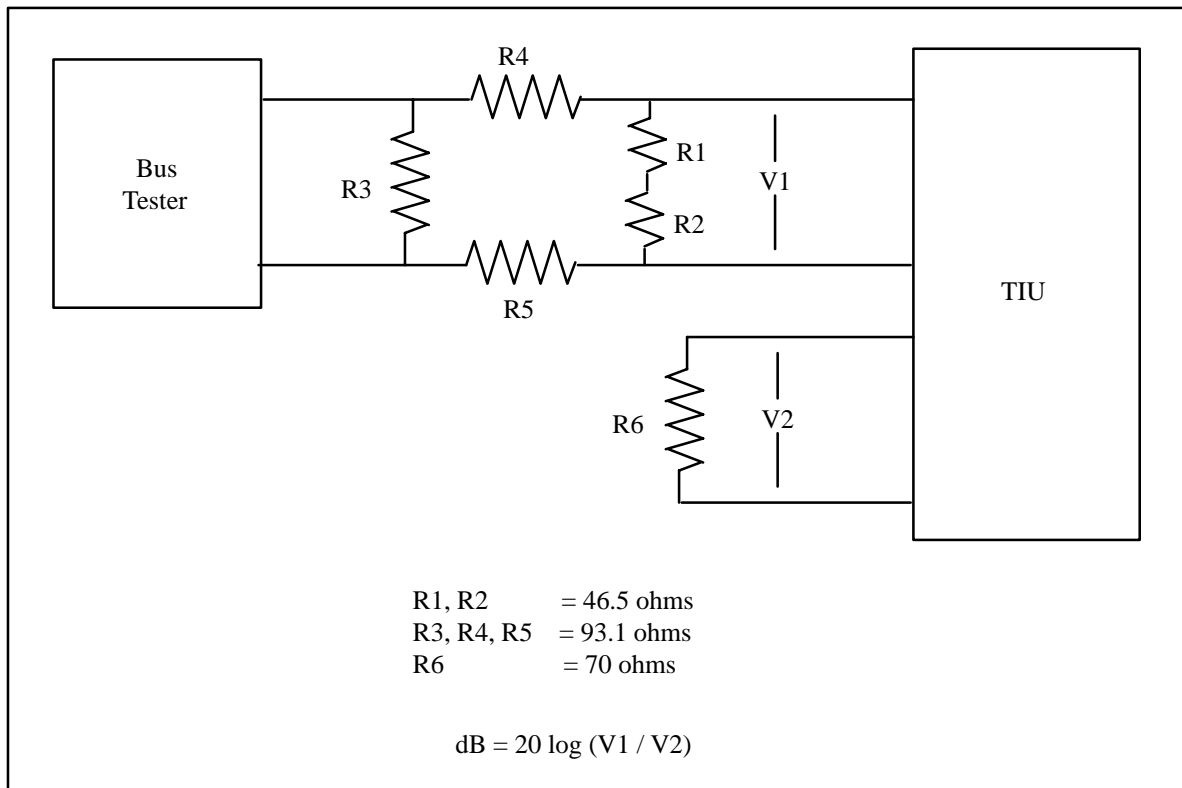 R4
Bus
Tester
R3
R1
R2
V1
R5
TIU
R6
V2
R1, R2 = 46.5 ohms
R3, R4, R5 = 93.1 ohms
R6 = 70 ohms
dB = 20 log (V1 / V2)